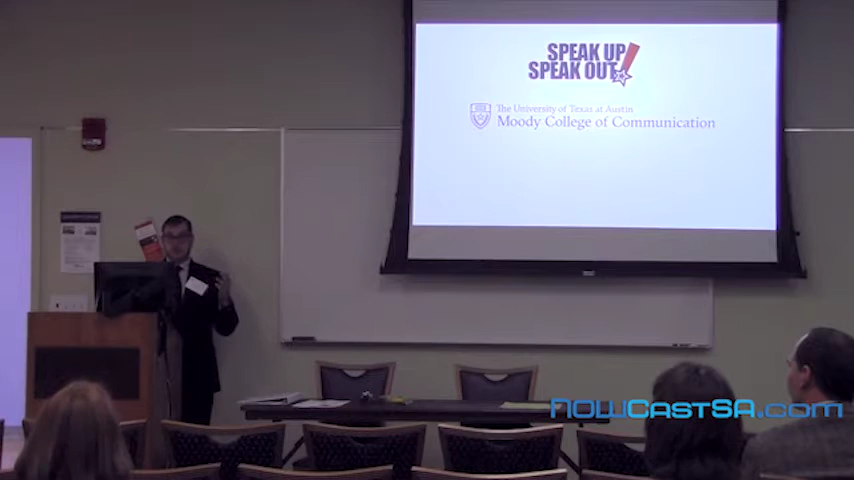 SPEAK UP
SPEAK OUT!
The University of Texas at Austin
Moody College of Communication
NOWCASTSA.com